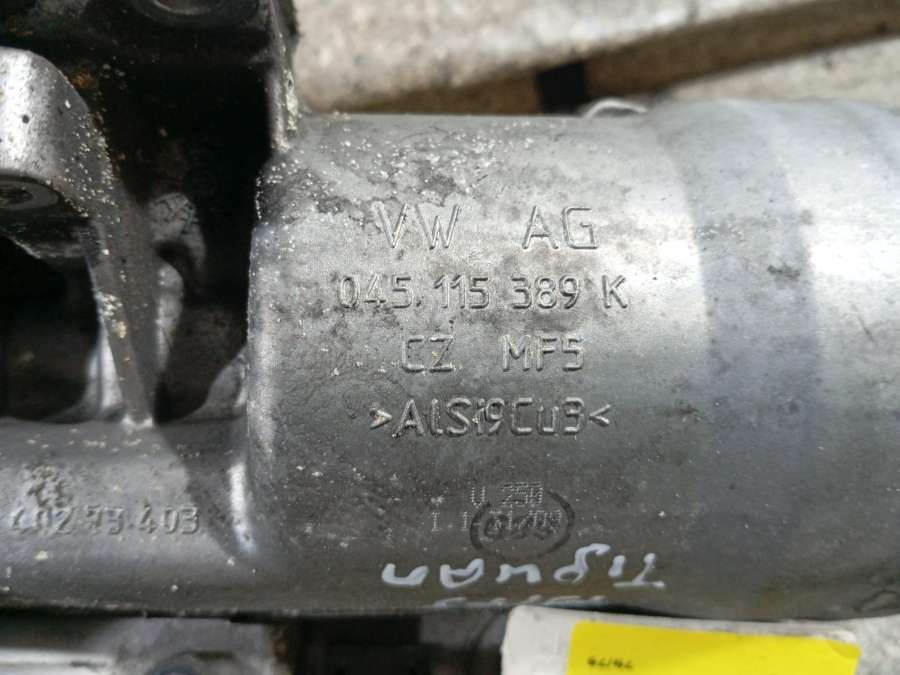 VW AG
045.115 389 K
CZ MF5
>AlSi9Cu3<
402 93 403
Tiguan